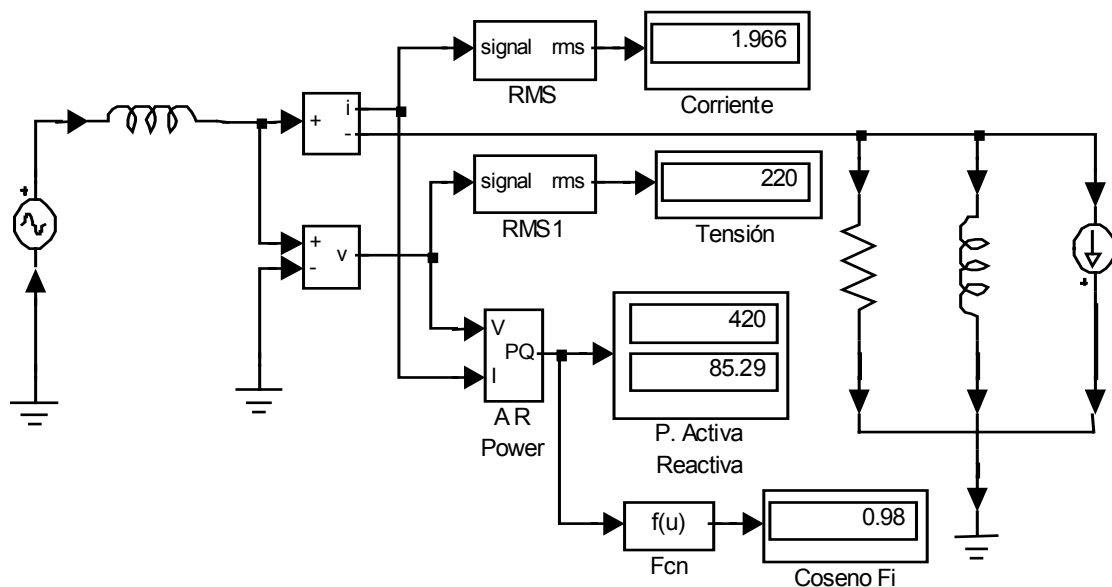 signal rms
RMS
1.966
Corriente
+
i
-
signal rms
RMS1
220
Tensión
+
+
-
v
+
V
PQ
I
A R
Power
420
85.29
P. Activa
Reactiva
f(u)
Fcn
0.98
Coseno Fi